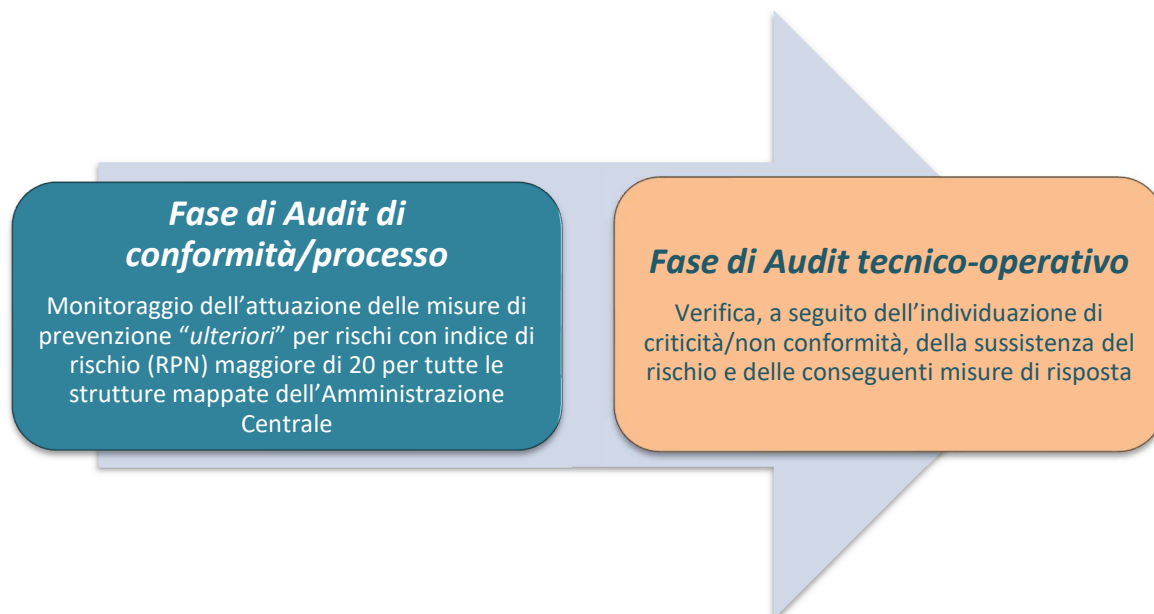 Fase di Audit di
conformità/processo
Monitoraggio dell’attuazione delle misure di
prevenzione “ulteriori” per rischi con indice di
rischio (RPN) maggiore di 20 per tutte le
strutture mappate dell’Amministrazione
Centrale
Fase di Audit tecnico-operativo
Verifica, a seguito dell’individuazione di
criticità/non conformità, della sussistenza del
rischio e delle conseguenti misure di risposta